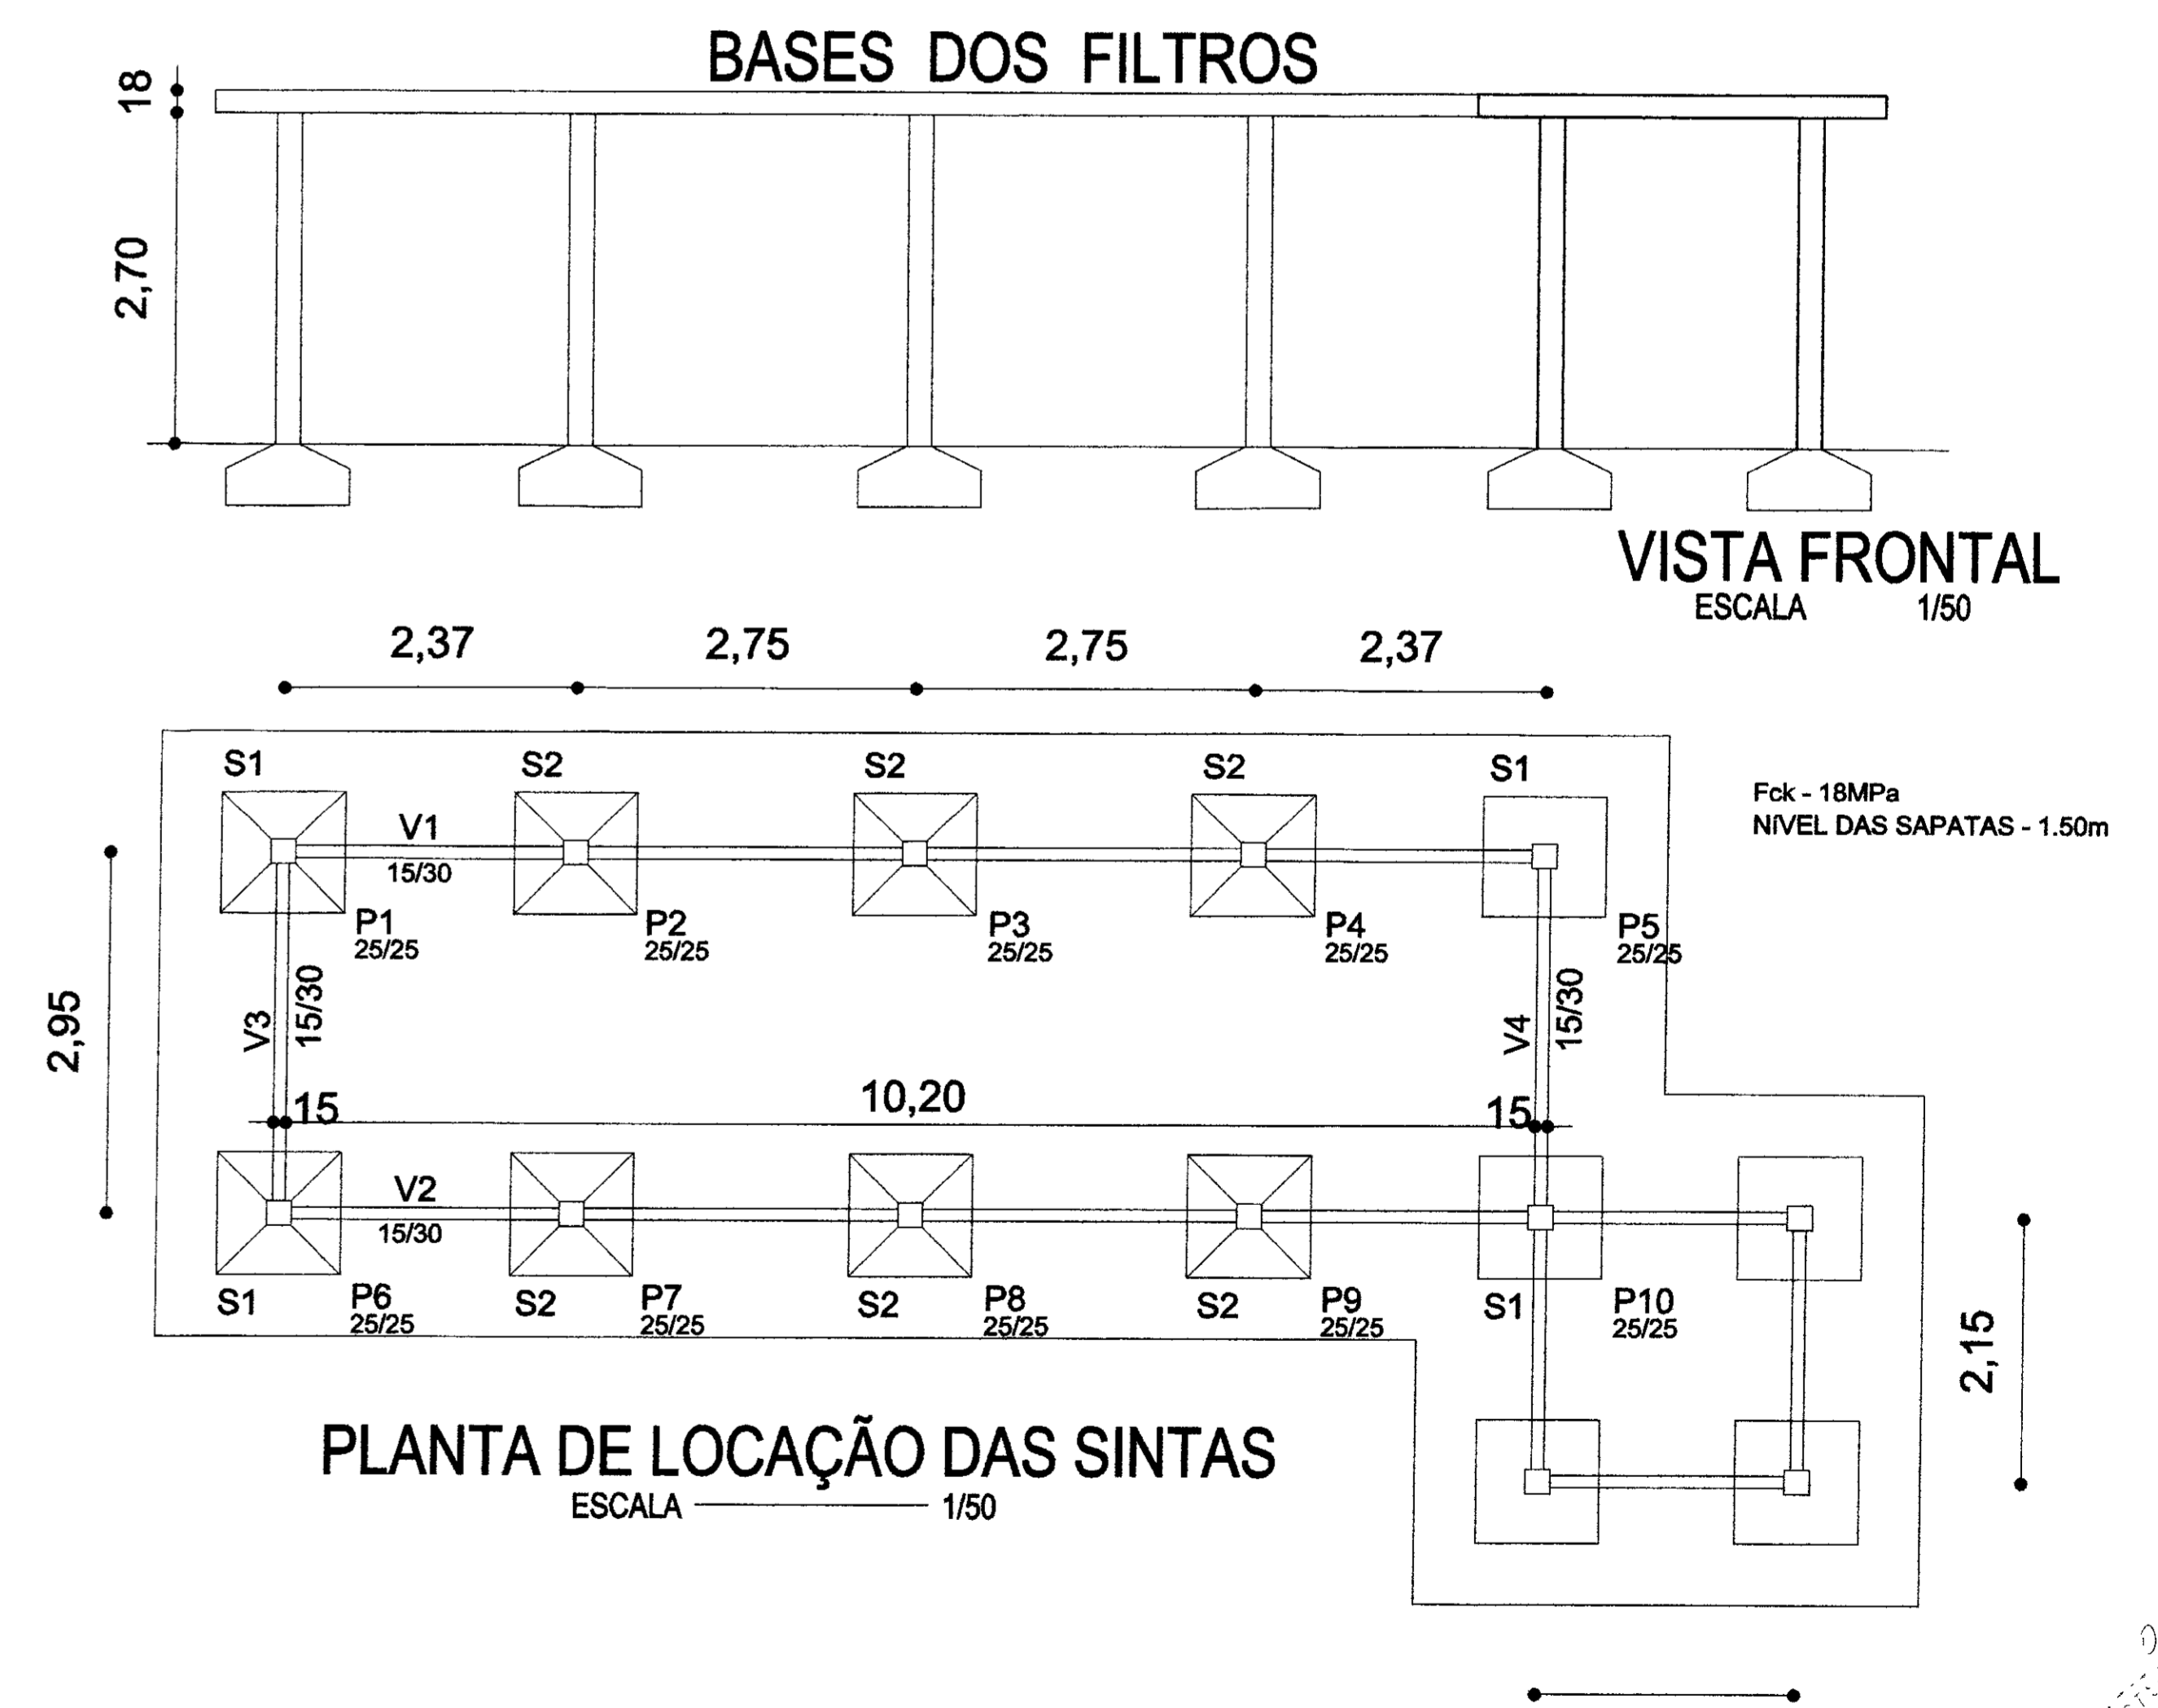 BASES DOS FILTROS
18
2,70
VISTA FRONTAL
ESCALA 1/50
2,37 2,75 2,75 2,37
S1 S2 S2 S2 S1
Fck - 18MPa
NIVEL DAS SAPATAS - 1.50m
V1
15/30
P1 P2 P3 P4 P5
25/25 25/25 25/25 25/25 25/25
2,95
V3 15/30
V4 15/30
15 10,20 15
V2
15/30
S1 P6 S2 P7 S2 P8 S2 P9 S1 P10
25/25 25/25 25/25 25/25 25/25
2,15
PLANTA DE LOCAÇÃO DAS SINTAS
ESCALA 1/50